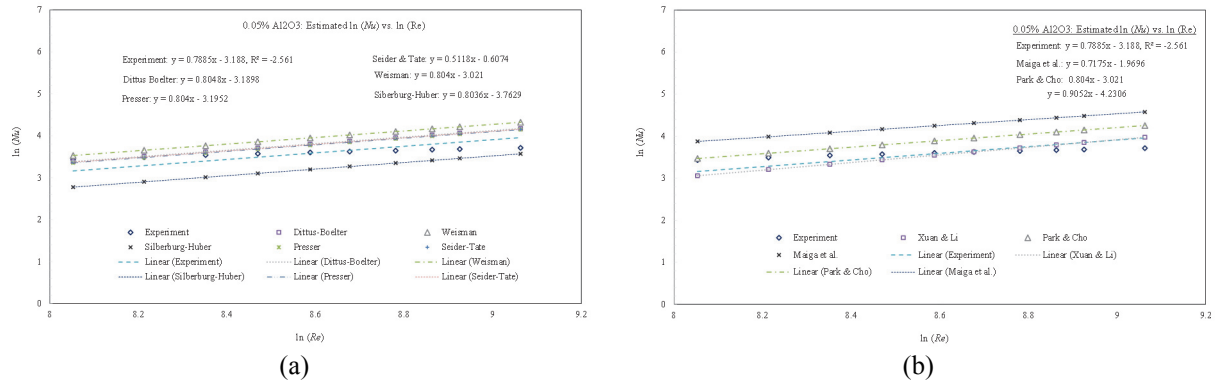 0.05% Al2O3: Estimated ln (Nu) vs. ln (Re)
Experiment: y = 0.7885x - 3.188, R² = -2.561
Dittus Boelter: y = 0.8048x - 3.1898
Presser: y = 0.804x - 3.1952
Seider & Tate: y = 0.5118x - 0.6074
Weisman: y = 0.804x - 3.021
Siberburg-Huber: y = 0.8036x - 3.7629
ln (Nu)
7
6
5
4
3
2
1
0
Experiment
Dittus-Boelter
Weisman
Silberburg-Huber
Presser
Seider-Tate
Linear (Experiment)
Linear (Dittus-Boelter)
Linear (Weisman)
Linear (Silberburg-Huber)
Linear (Presser)
Linear (Seider-Tate)
8 8.2 8.4 8.6 8.8 9 9.2
ln (Re)
(a)
0.05% Al2O3: Estimated ln (Nu) vs. ln (Re)
Experiment: y = 0.7885x - 3.188, R² = -2.561
Maiga et al.: y = 0.7175x - 1.9696
Park & Cho: y = 0.804x - 3.021
y = 0.9052x - 4.2306
ln (Nu)
7
6
5
4
3
2
1
0
Experiment
Xuan & Li
Park & Cho
Maiga et al.
Linear (Experiment)
Linear (Xuan & Li)
Linear (Park & Cho)
Linear (Maiga et al.)
8 8.2 8.4 8.6 8.8 9 9.2
ln (Re)
(b)